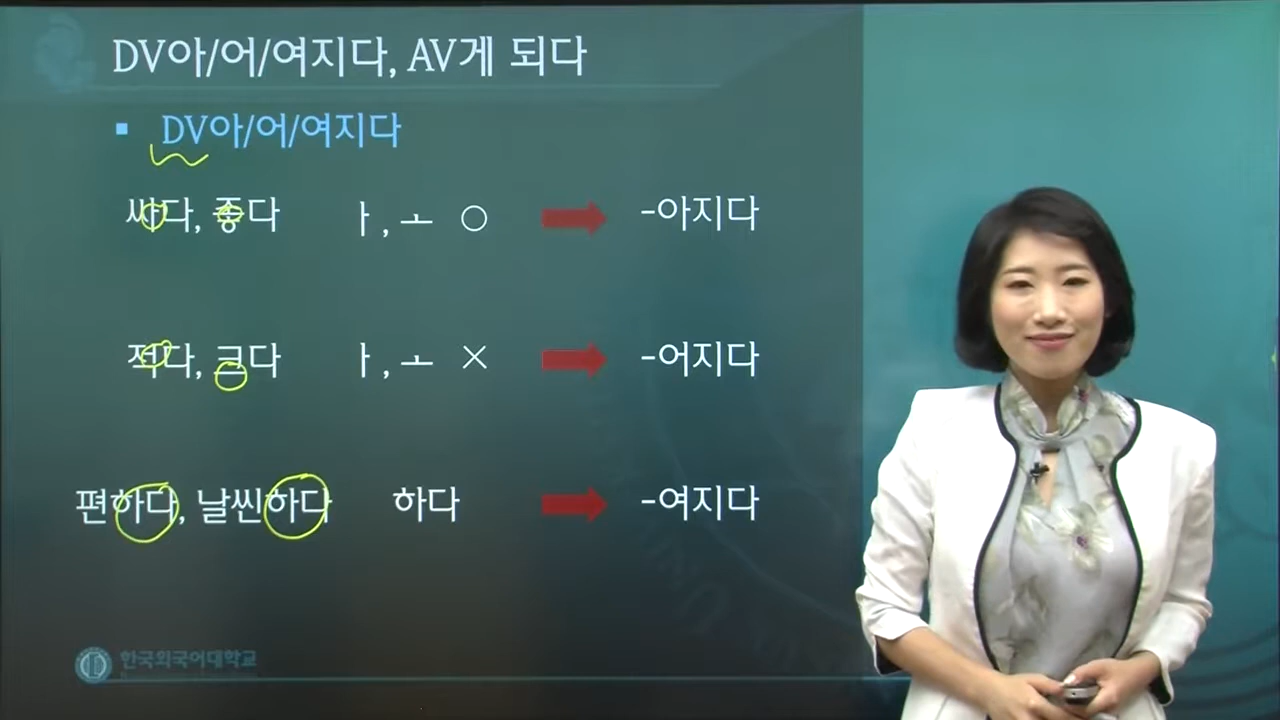 DV아/어/여지다, AV게 되다
▪ DV아/어/여지다
싸다, 좋다 ㅏ, ㅗ ○ -아지다
적다, 크다 ㅏ, ㅗ × -어지다
편하다, 날씬하다 하다 -여지다
한국외국어대학교